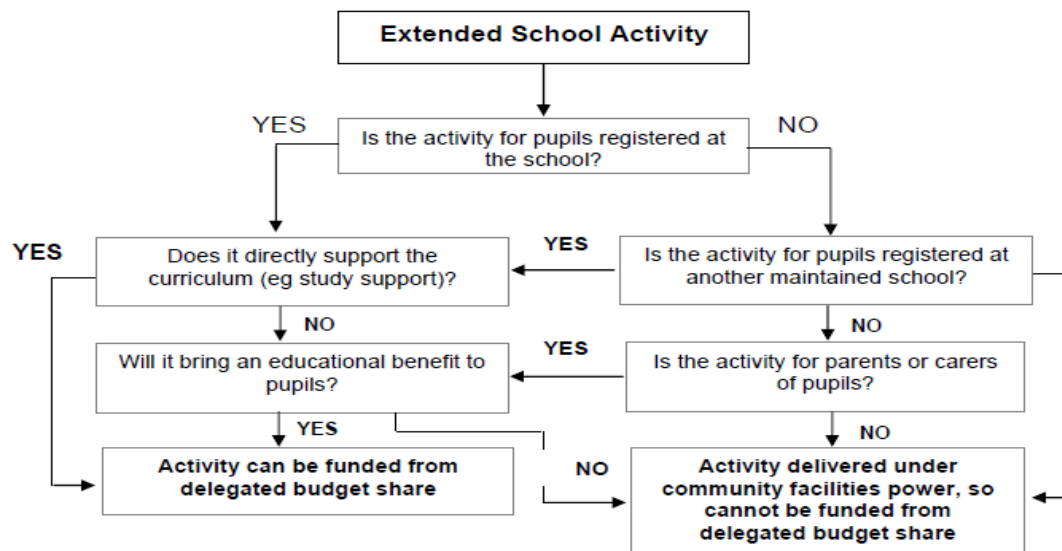 Extended School Activity
YES
NO
Is the activity for pupils registered at
the school?
YES
Does it directly support the
curriculum (eg study support)?
YES
Is the activity for pupils registered at
another maintained school?
NO
NO
Will it bring an educational benefit to
pupils?
YES
Is the activity for parents or carers
of pupils?
YES
NO
Activity can be funded from
delegated budget share
NO
Activity delivered under
community facilities power, so
cannot be funded from
delegated budget share